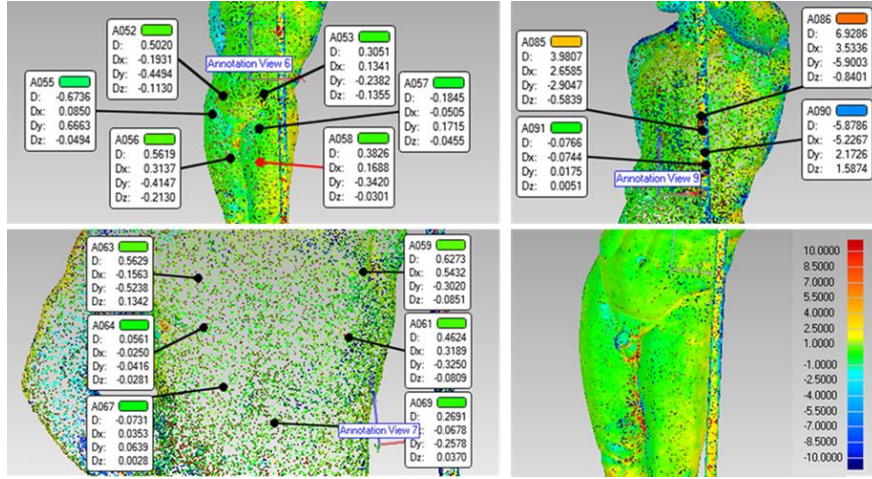 A052
D: 0.5020
Dx: -0.1931
Dy: -0.4494
Dz: -0.1130
A053
D: 0.3051
Dx: 0.1341
Dy: -0.2382
Dz: -0.1355
Annotation View 6
A055
D: -0.6736
Dx: 0.0850
Dy: 0.6663
Dz: -0.0494
A057
D: -0.1845
Dx: -0.0505
Dy: 0.1715
Dz: -0.0455
A056
D: 0.5619
Dx: 0.3137
Dy: -0.4147
Dz: -0.2130
A058
D: 0.3826
Dx: 0.1688
Dy: -0.3420
Dz: -0.0301
A085
D: 3.9807
Dx: 2.6585
Dy: -2.9047
Dz: -0.5839
A086
D: 6.9286
Dx: 3.5336
Dy: -5.9003
Dz: -0.8401
A091
D: -0.0766
Dx: -0.0744
Dy: 0.0175
Dz: 0.0051
A090
D: -5.8786
Dx: -5.2267
Dy: 2.1726
Dz: 1.5874
Annotation View 9
A063
D: 0.5629
Dx: -0.1563
Dy: -0.5238
Dz: 0.1342
A059
D: 0.6273
Dx: 0.5432
Dy: -0.3020
Dz: -0.0851
A064
D: 0.0561
Dx: -0.0250
Dy: -0.0416
Dz: -0.0281
A061
D: 0.4624
Dx: 0.3189
Dy: -0.3250
Dz: -0.0809
A067
D: -0.0731
Dx: 0.0353
Dy: 0.0639
Dz: 0.0028
A069
D: 0.2691
Dx: -0.0678
Dy: -0.2578
Dz: 0.0370
Annotation View 7
10.0000
8.5000
7.0000
5.5000
4.0000
2.5000
1.0000
-1.0000
-2.5000
-4.0000
-5.5000
-7.0000
-8.5000
-10.0000